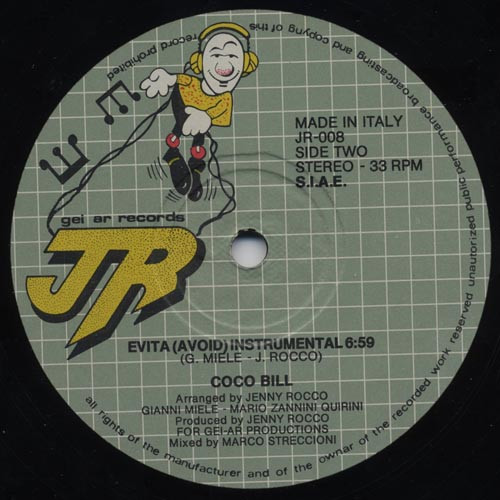 gei ar records
JR
MADE IN ITALY
JR-008
SIDE TWO
STEREO - 33 RPM
S.I.A.E.
EVITA (AVOID) INSTRUMENTAL 6:59
(G. MIELE - J. ROCCO)
COCO BILL
Arranged by JENNY ROCCO
GIANNI MIELE - MARIO ZANNINI QUIRINI
Produced by JENNY ROCCO
FOR GEI-AR PRODUCTIONS
Mixed by MARCO STRECCIONI
all rights of the manufacturer and of the owner of the recorded work reserved unautorized public performance broadcasting and copyng of this record prohibited